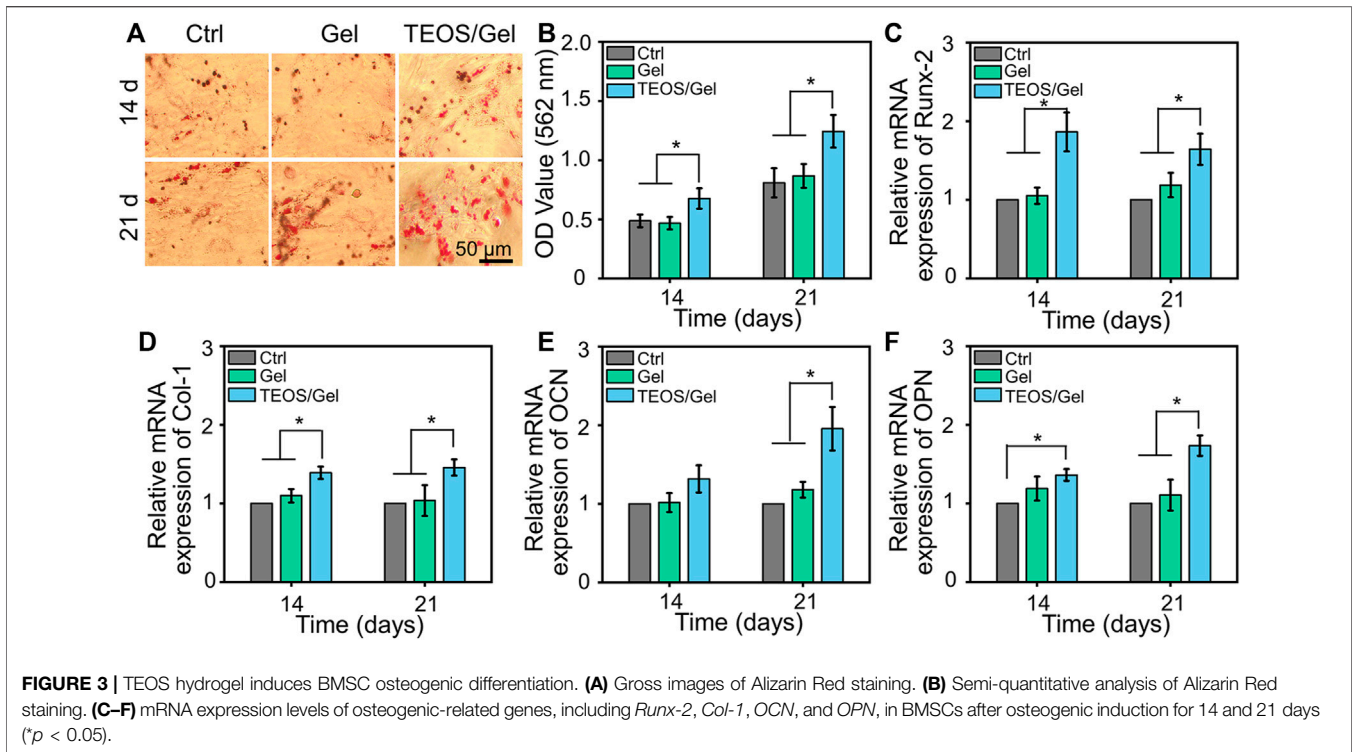 A
Ctrl
Gel
TEOS/Gel
14 d
21 d
50 µm
B
OD Value (562 nm)
2.0
1.5
1.0
0.5
0
Ctrl
Gel
TEOS/Gel
*
*
14
21
Time (days)
C
Relative mRNA
expression of Runx-2
3
2
1
0
Ctrl
Gel
TEOS/Gel
*
*
14
21
Time (days)
D
Relative mRNA
expression of Col-1
3
2
1
0
Ctrl
Gel
TEOS/Gel
*
*
14
21
Time (days)
E
Relative mRNA
expression of OCN
3
2
1
0
Ctrl
Gel
TEOS/Gel
*
14
21
Time (days)
F
Relative mRNA
expression of OPN
3
2
1
0
Ctrl
Gel
TEOS/Gel
*
*
14
21
Time (days)
FIGURE 3 | TEOS hydrogel induces BMSC osteogenic differentiation. (A) Gross images of Alizarin Red staining. (B) Semi-quantitative analysis of Alizarin Red
staining. (C–F) mRNA expression levels of osteogenic-related genes, including Runx-2, Col-1, OCN, and OPN, in BMSCs after osteogenic induction for 14 and 21 days
(*p < 0.05).